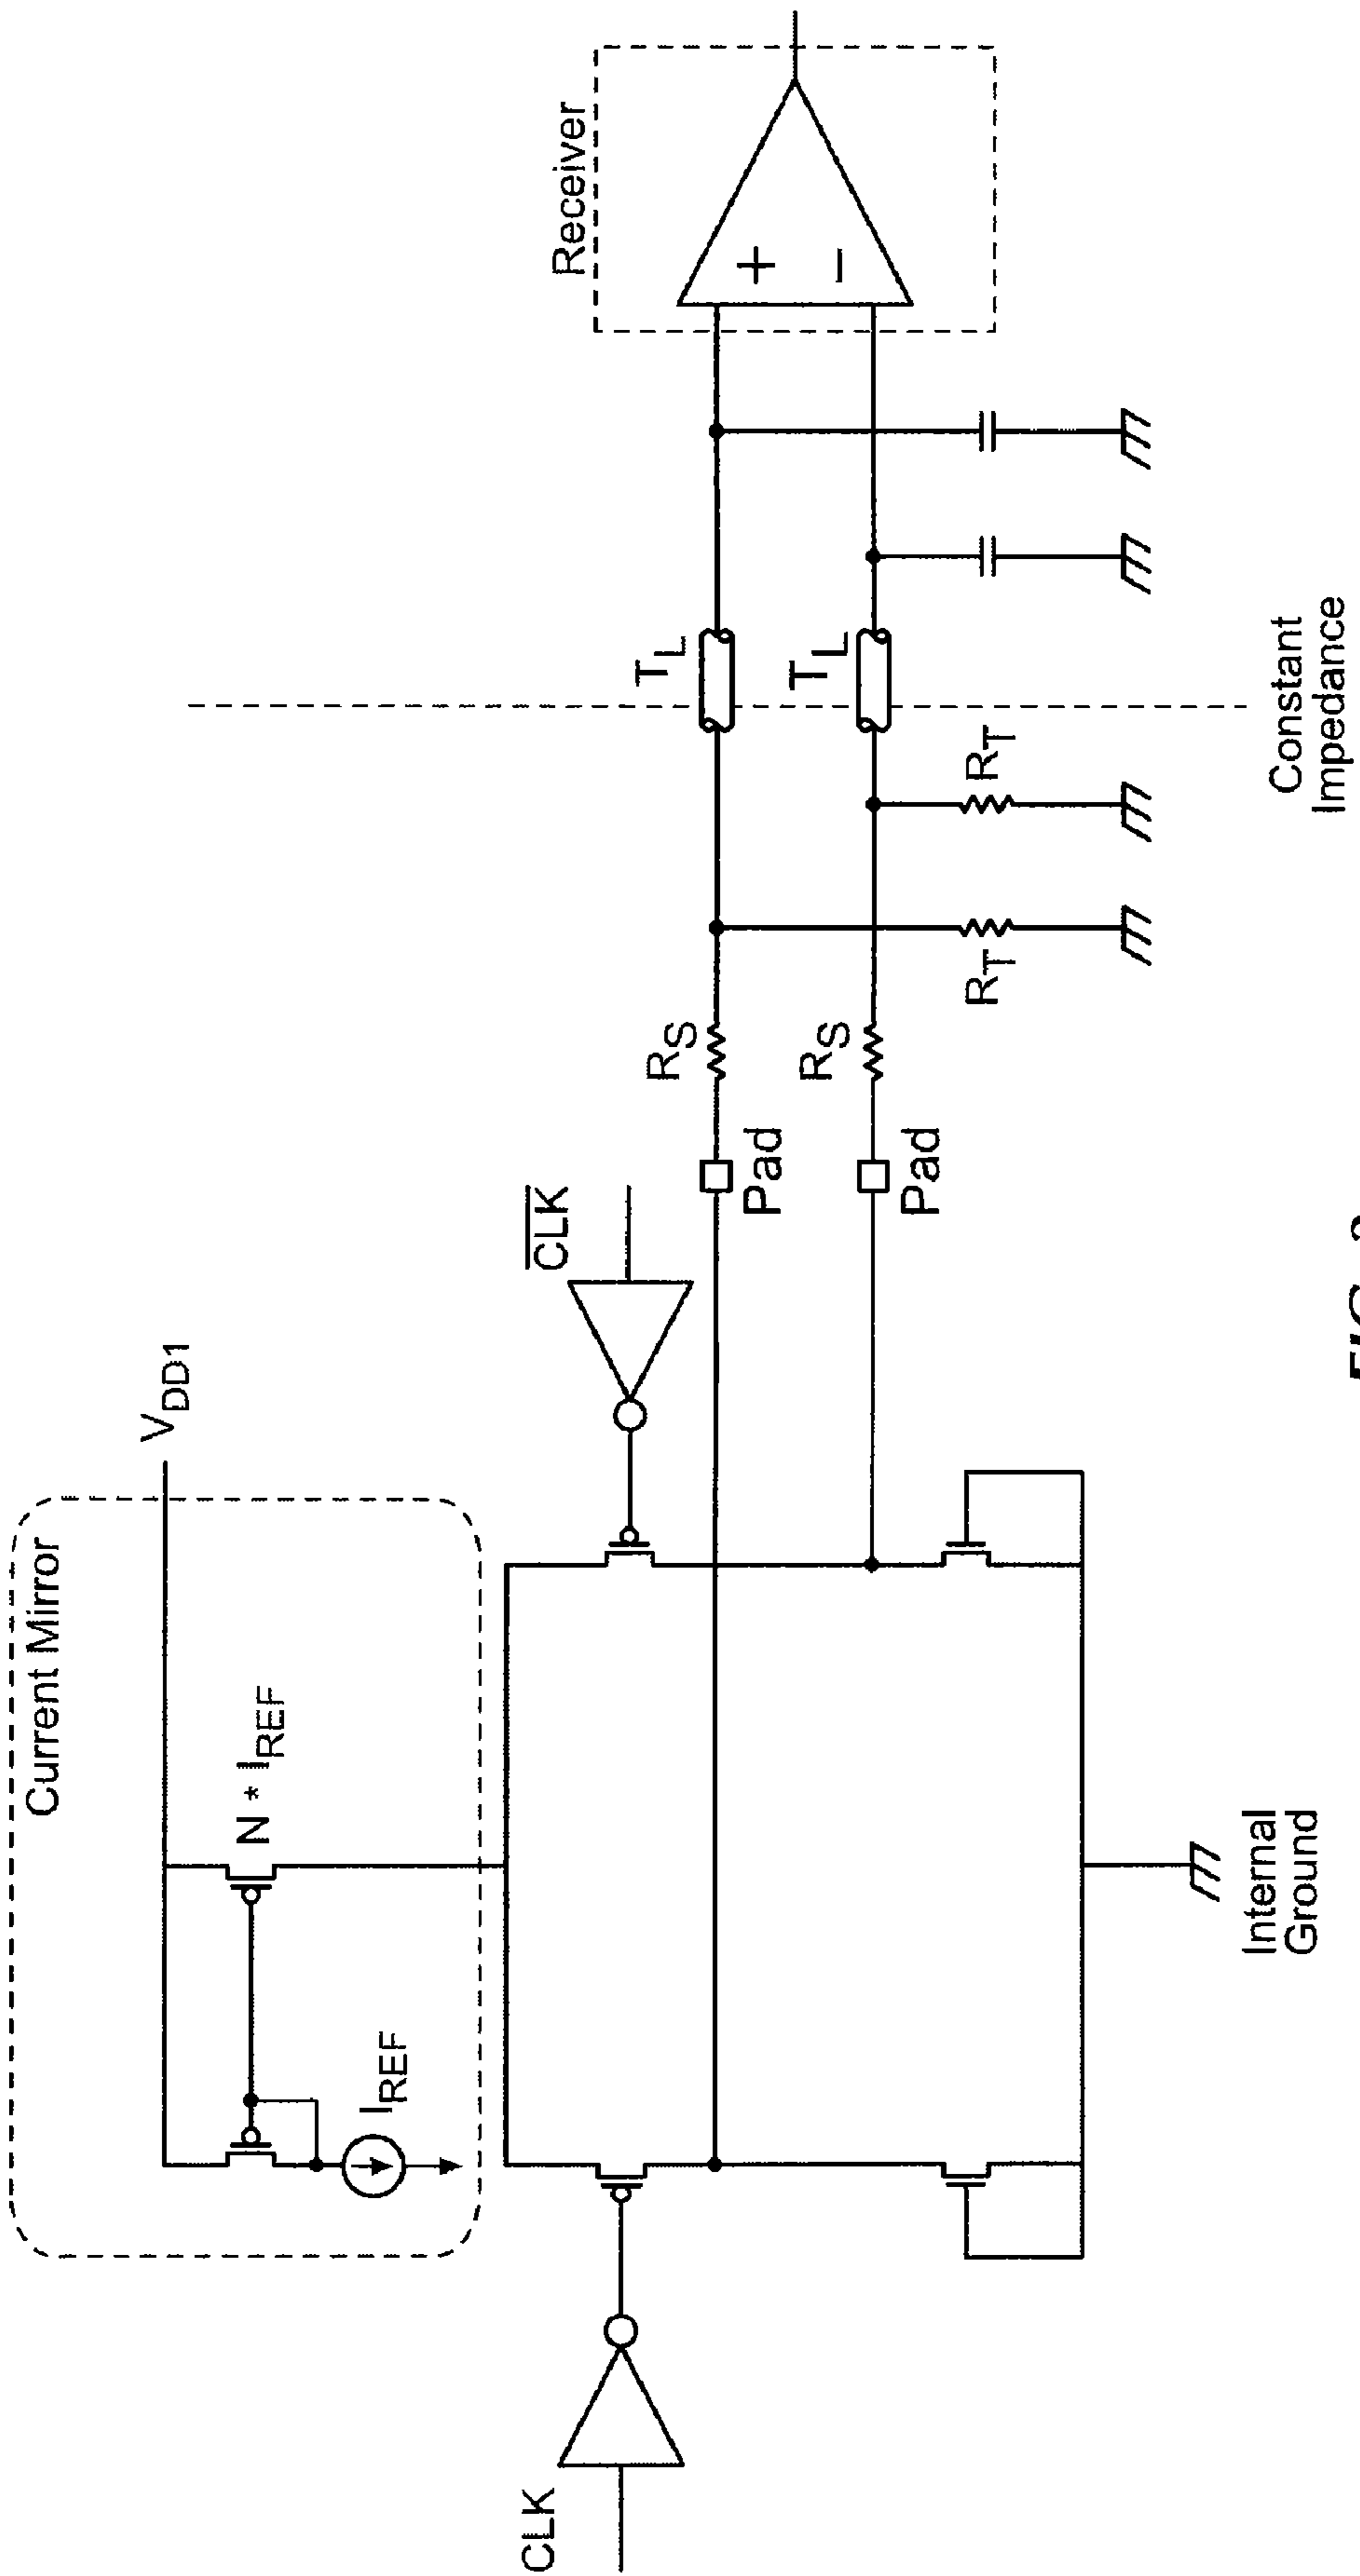 Current Mirror
V_DD1
N * I_REF
I_REF
CLK
C̅L̅K̅
Internal
Ground
Pad
Pad
R_S
R_S
R_T
R_T
T_L
T_L
Constant
Impedance
Receiver
+
−